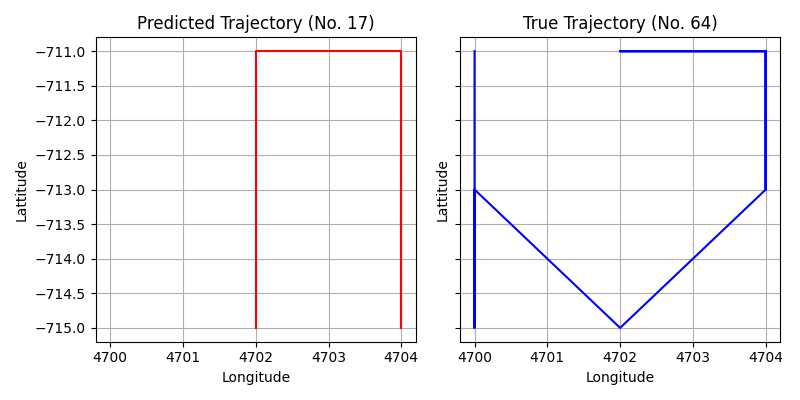 Predicted Trajectory (No. 17)
True Trajectory (No. 64)
−711.0
−711.5
−712.0
−712.5
−713.0
−713.5
−714.0
−714.5
−715.0
Lattitude
Lattitude
4700 4701 4702 4703 4704
4700 4701 4702 4703 4704
Longitude
Longitude